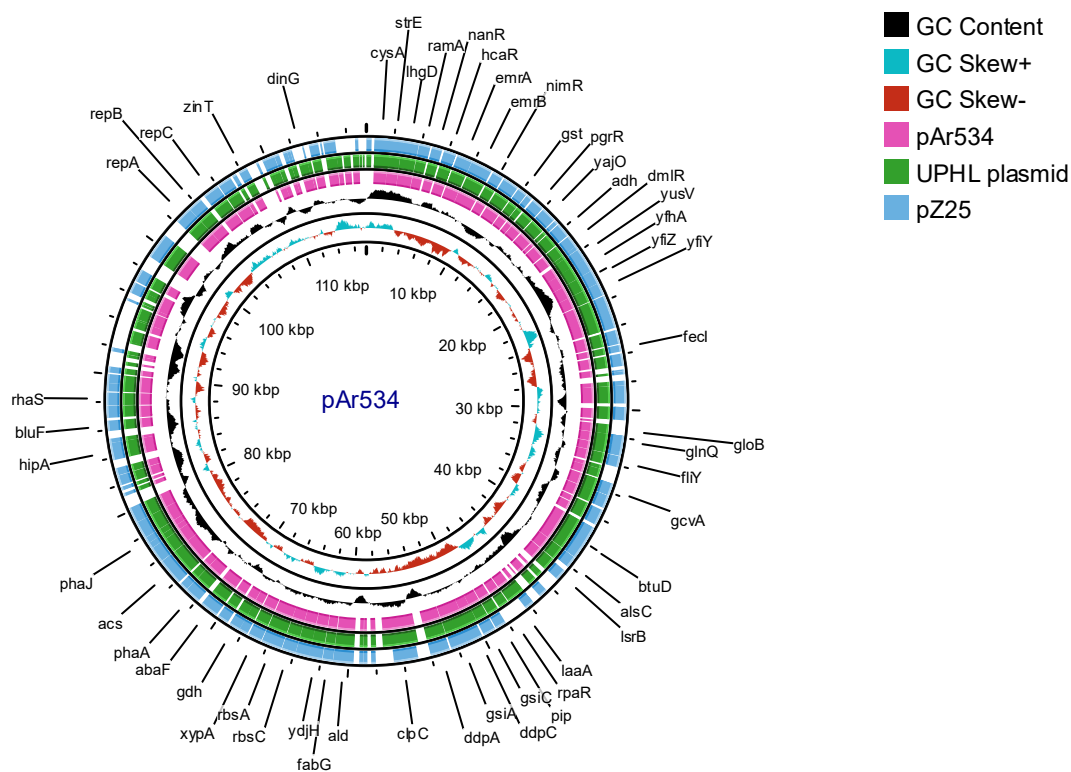 strE
cysA
ramA
nanR
lhgD
hcaR
emrA
nimR
emrB
dinG
zinT
repB
repC
repA
gst
pgrR
yajO
adh
dmlR
yusV
yfhA
yfiZ
yfiY
fecI
gloB
glnQ
fliY
gcvA
btuD
alsC
lsrB
laaA
rpaR
gsiC
pip
ddpC
gsiA
ddpA
clpC
ald
ydjH
fabG
rbsC
rbsA
xypA
gdh
abaF
phaA
acs
phaJ
hipA
bluF
rhaS
110 kbp
10 kbp
100 kbp
20 kbp
90 kbp
30 kbp
80 kbp
40 kbp
70 kbp
50 kbp
60 kbp
pAr534
GC Content
GC Skew+
GC Skew-
pAr534
UPHL plasmid
pZ25